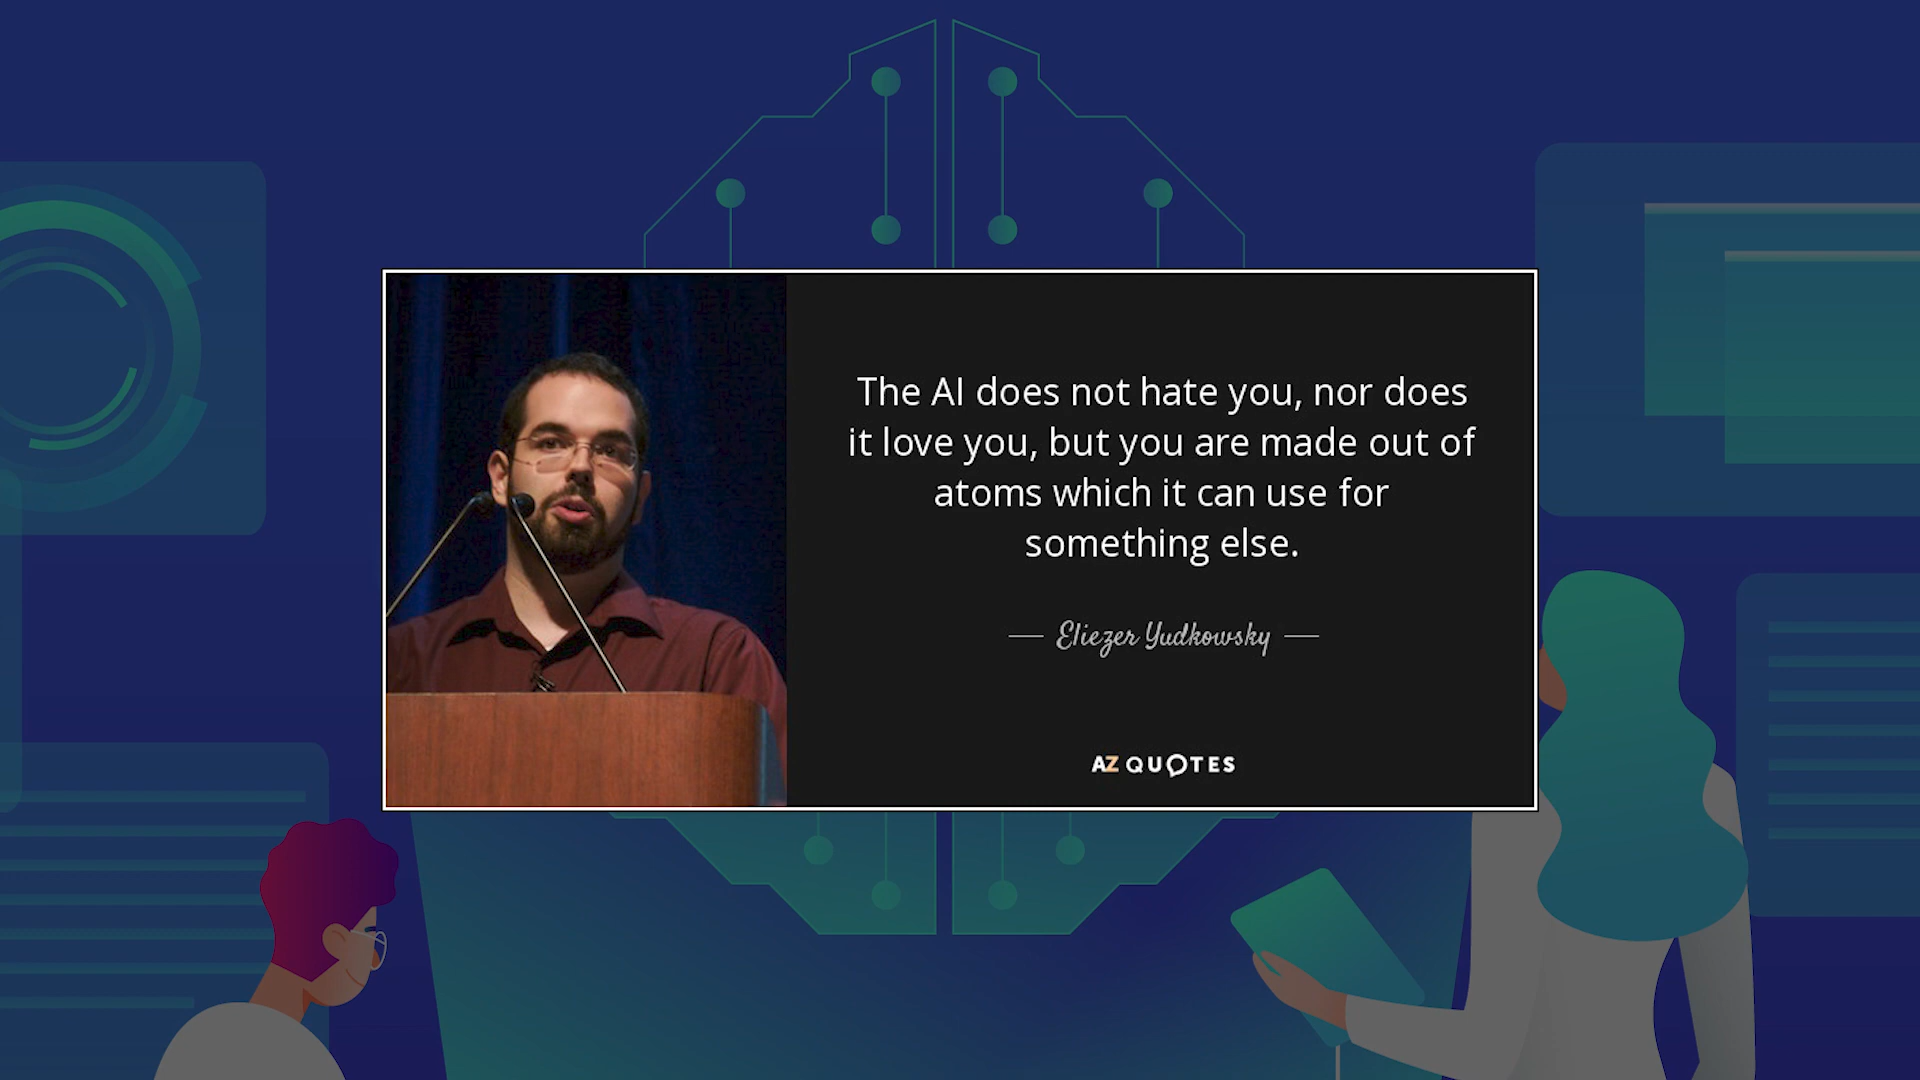 The AI does not hate you, nor does
it love you, but you are made out of
atoms which it can use for
something else.
— Eliezer Yudkowsky —
AZ QUOTES